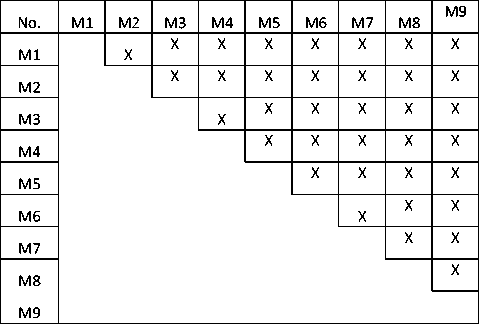 No. M1 M2 M3 M4 M5 M6 M7 M8 M9
M1 X X X X X X X X
M2 X X X X X X X
M3 X X X X X X
M4 X X X X X
M5 X X X X
M6 X X X
M7 X X
M8 X
M9